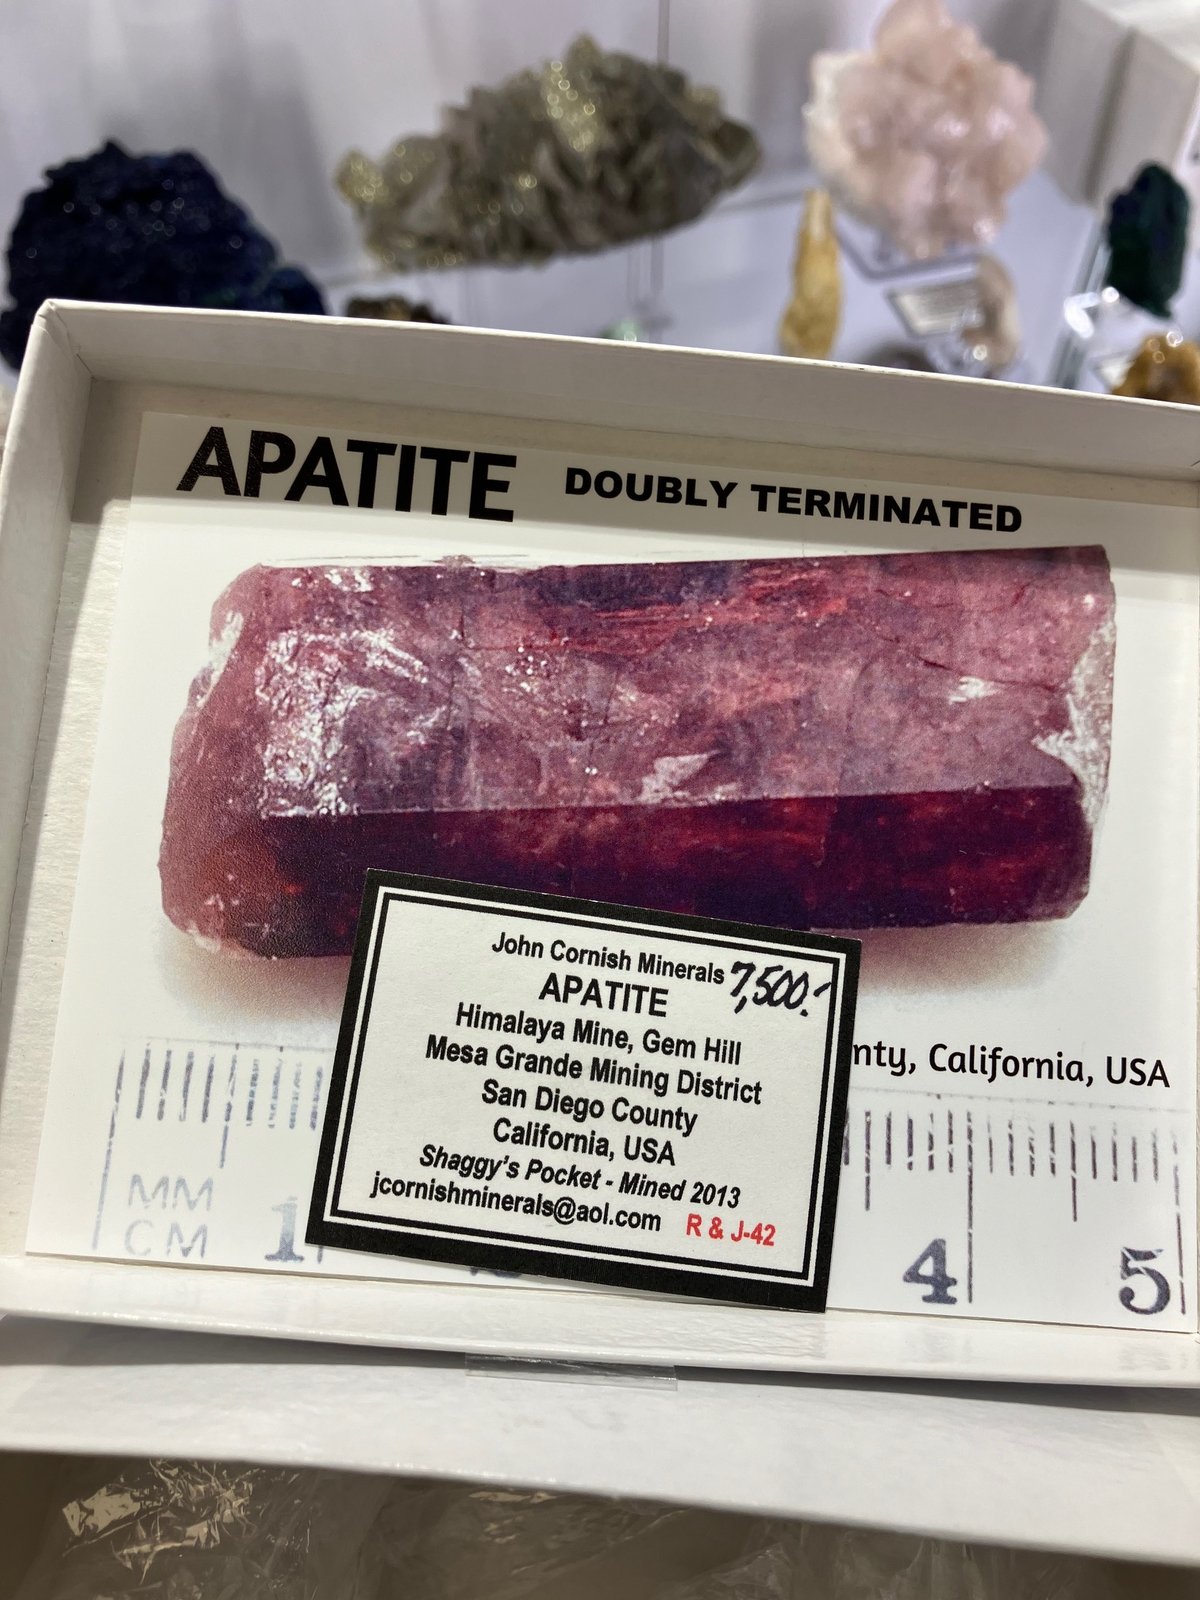 APATITE DOUBLY TERMINATED
John Cornish Minerals 7,500.-
APATITE
Himalaya Mine, Gem Hill
Mesa Grande Mining District
San Diego County
California, USA
Shaggy's Pocket - Mined 2013
jcornishminerals@aol.com R & J-42
nty, California, USA
MM
CM 1 4 5